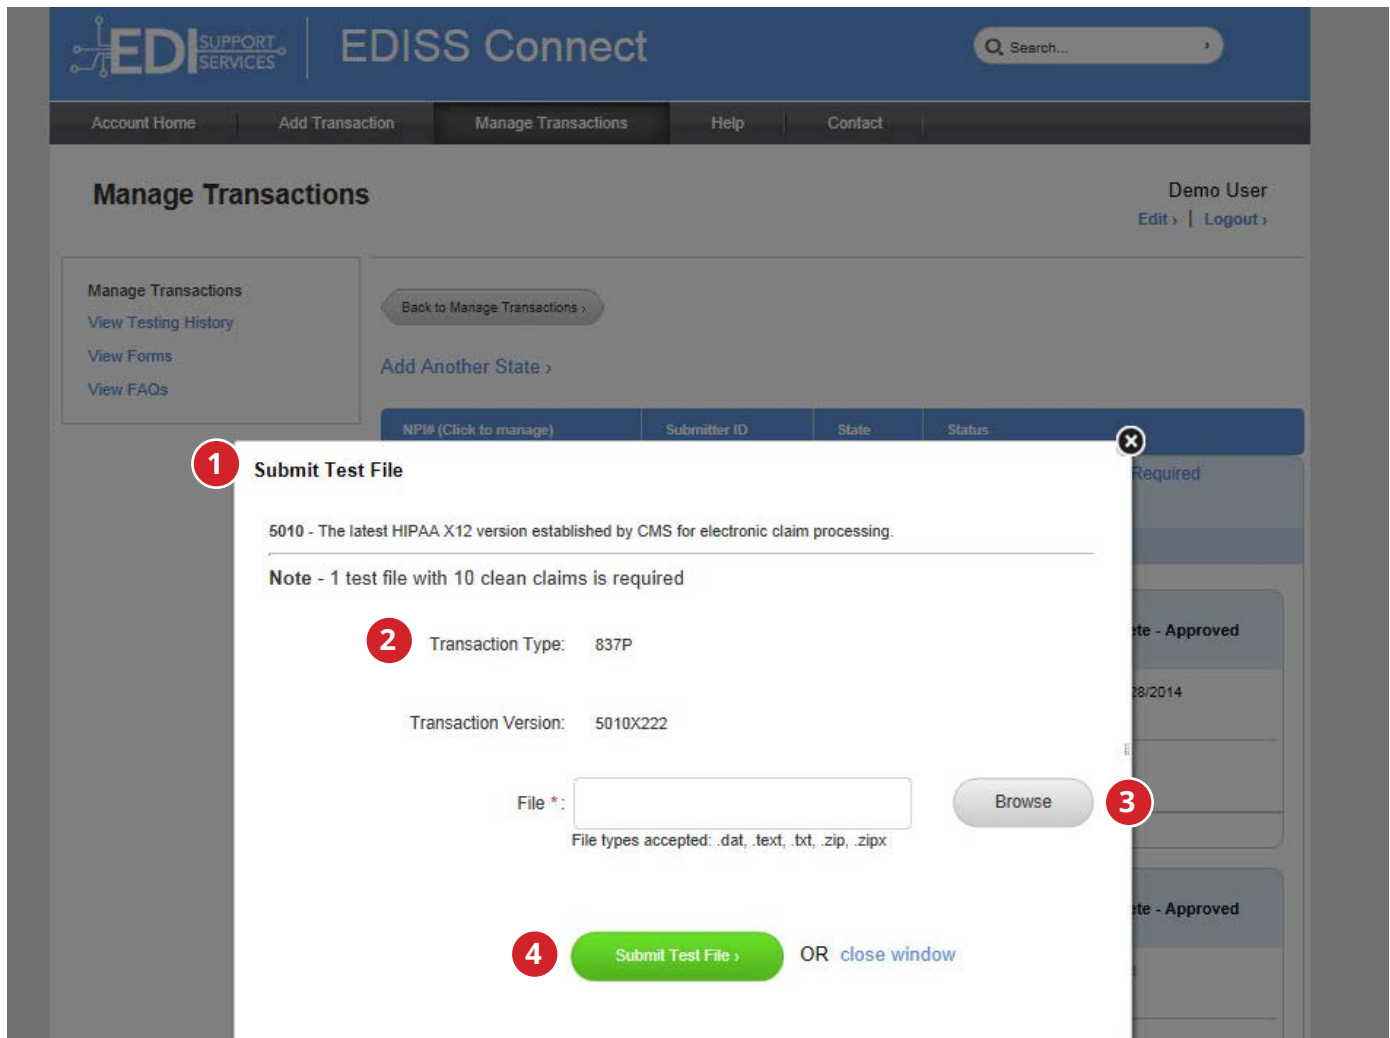 EDI SUPPORT SERVICES
EDISS Connect
Search...
Account Home Add Transaction Manage Transactions Help Contact
Manage Transactions
Demo User
Edit › | Logout ›
Manage Transactions
View Testing History
View Forms
View FAQs
Back to Manage Transactions ›
Add Another State ›
NPI# (Click to manage) Submitter ID State Status
Required
1
Submit Test File
5010 - The latest HIPAA X12 version established by CMS for electronic claim processing.
Note - 1 test file with 10 clean claims is required
2
Transaction Type: 837P
- Approved
28/2014
Transaction Version: 5010X222
File *:
Browse
3
File types accepted: .dat, .text, .txt, .zip, .zipx
- Approved
4
Submit Test File ›
OR close window